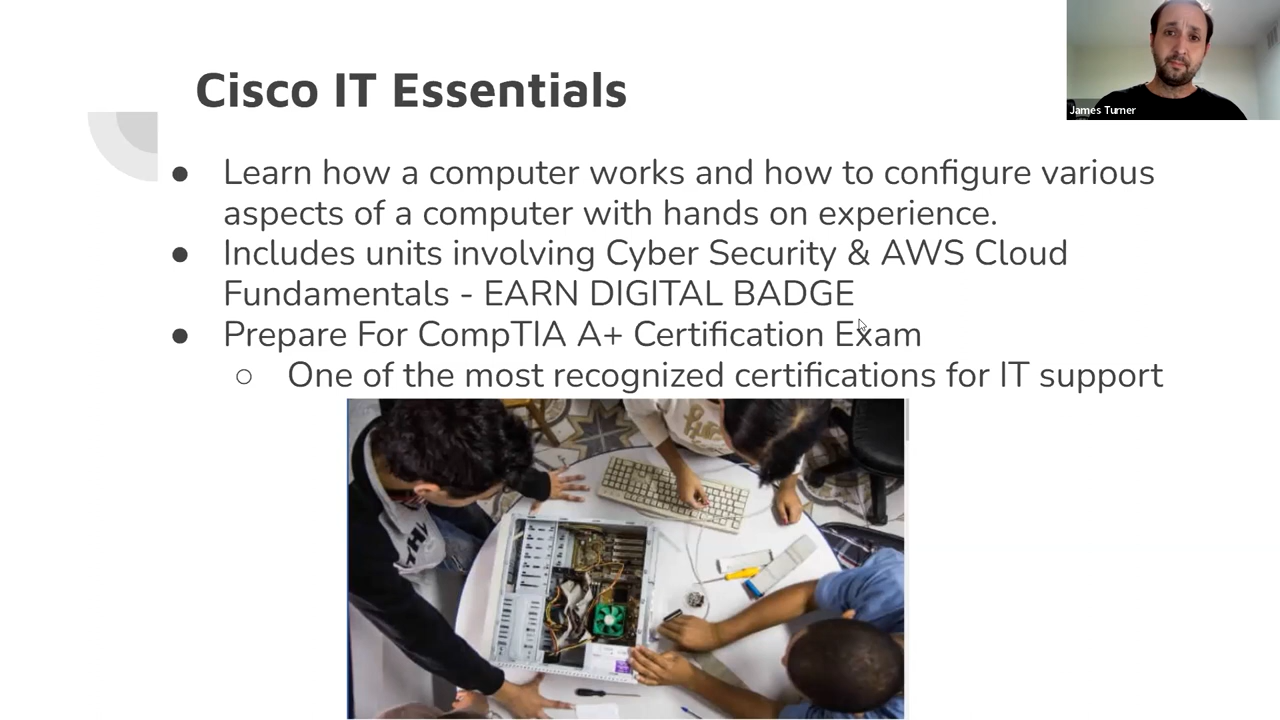 Cisco IT Essentials
James Turner
● Learn how a computer works and how to configure various
aspects of a computer with hands on experience.
● Includes units involving Cyber Security & AWS Cloud
Fundamentals - EARN DIGITAL BADGE
● Prepare For CompTIA A+ Certification Exam
○ One of the most recognized certifications for IT support